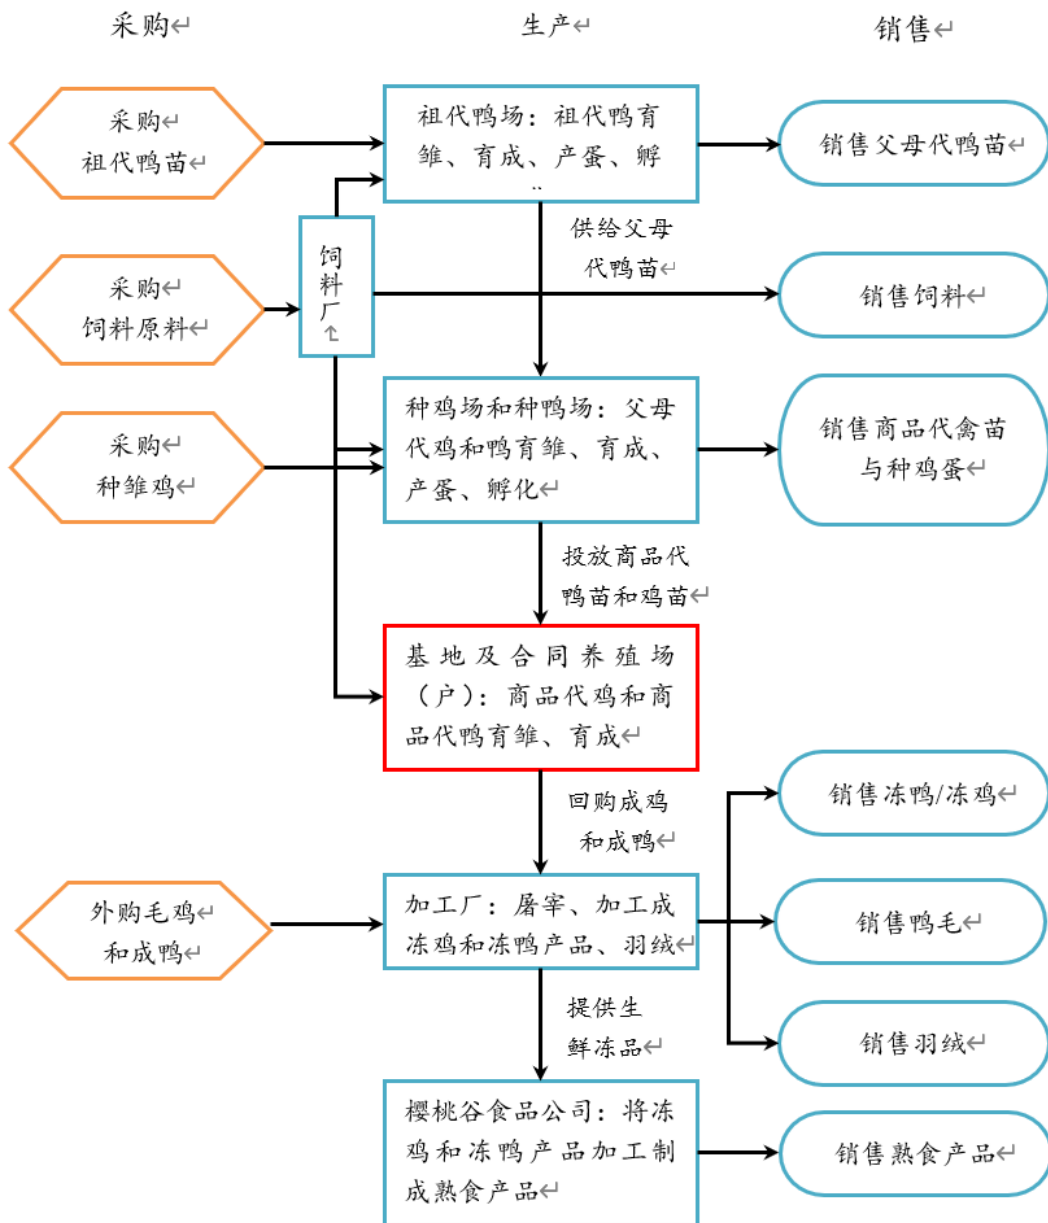 采购
生产
销售
采购
祖代鸭苗
祖代鸭场：祖代鸭育
雏、育成、产蛋、孵
销售父母代鸭苗
供给父母
代鸭苗
采购
饲料原料
饲
料
厂
销售饲料
采购
种雏鸡
种鸡场和种鸭场：父母
代鸡和鸭育雏、育成、
产蛋、孵化
销售商品代禽苗
与种鸡蛋
投放商品代
鸭苗和鸡苗
基地及合同养殖场
（户）：商品代鸡和商
品代鸭育雏、育成
回购成鸡
和成鸭
销售冻鸭/冻鸡
外购毛鸡
和成鸭
加工厂：屠宰、加工成
冻鸡和冻鸭产品、羽绒
销售鸭毛
提供生
鲜冻品
销售羽绒
樱桃谷食品公司：将冻
鸡和冻鸭产品加工制
成熟食产品
销售熟食产品